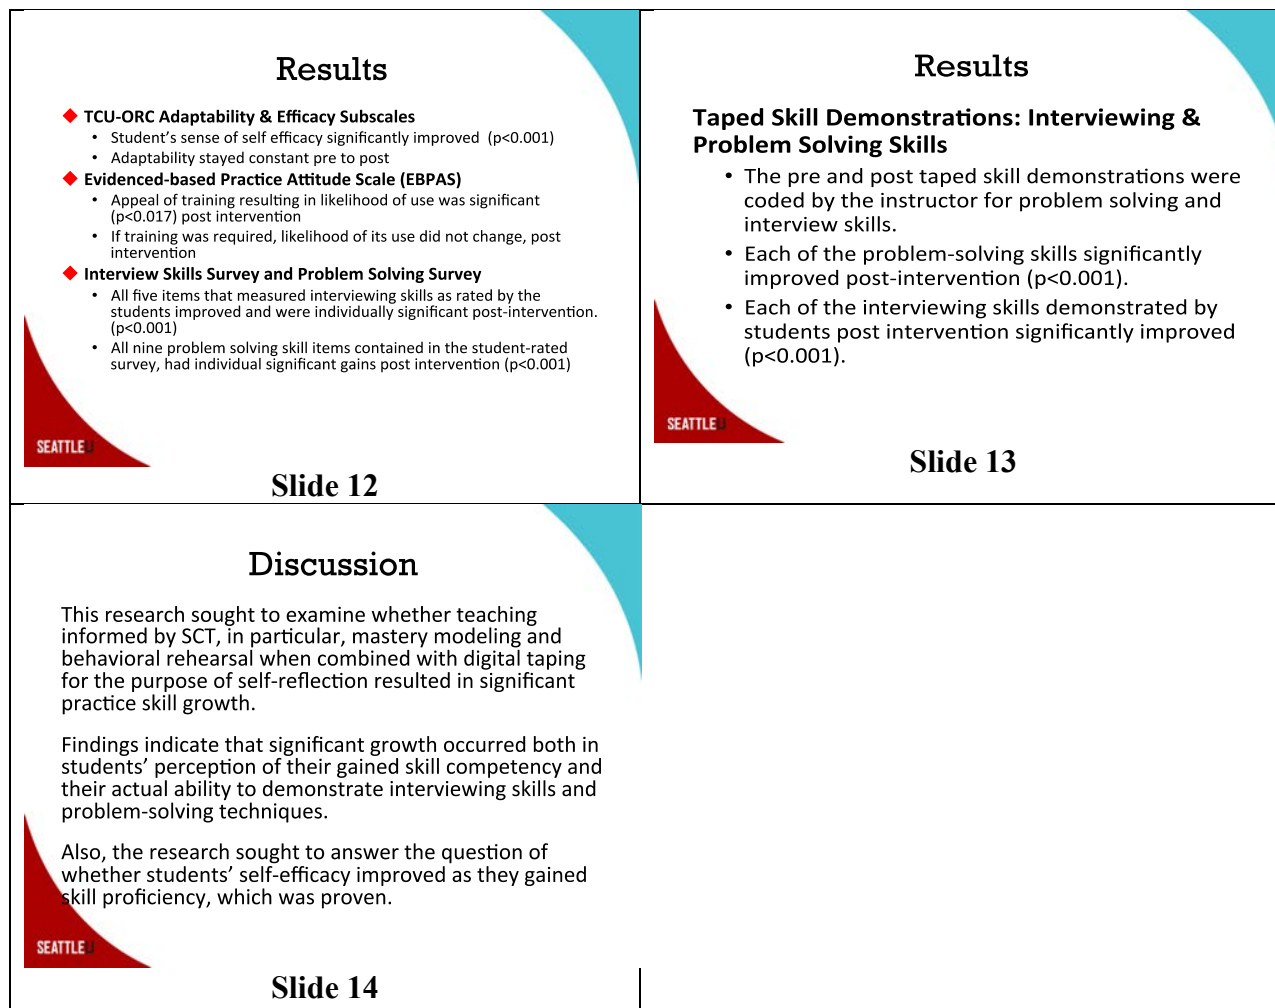 Results
◆ TCU-ORC Adaptability & Efficacy Subscales
• Student's sense of self efficacy significantly improved (p<0.001)
• Adaptability stayed constant pre to post
◆ Evidenced-based Practice Attitude Scale (EBPAS)
• Appeal of training resulting in likelihood of use was significant
(p<0.017) post intervention
• If training was required, likelihood of its use did not change, post
intervention
◆ Interview Skills Survey and Problem Solving Survey
• All five items that measured interviewing skills as rated by the
students improved and were individually significant post-intervention.
(p<0.001)
• All nine problem solving skill items contained in the student-rated
survey, had individual significant gains post intervention (p<0.001)
SEATTLEU
Slide 12
Results
Taped Skill Demonstrations: Interviewing &
Problem Solving Skills
• The pre and post taped skill demonstrations were
coded by the instructor for problem solving and
interview skills.
• Each of the problem-solving skills significantly
improved post-intervention (p<0.001).
• Each of the interviewing skills demonstrated by
students post intervention significantly improved
(p<0.001).
SEATTLEU
Slide 13
Discussion
This research sought to examine whether teaching
informed by SCT, in particular, mastery modeling and
behavioral rehearsal when combined with digital taping
for the purpose of self-reflection resulted in significant
practice skill growth.
Findings indicate that significant growth occurred both in
students' perception of their gained skill competency and
their actual ability to demonstrate interviewing skills and
problem-solving techniques.
Also, the research sought to answer the question of
whether students' self-efficacy improved as they gained
skill proficiency, which was proven.
SEATTLEU
Slide 14